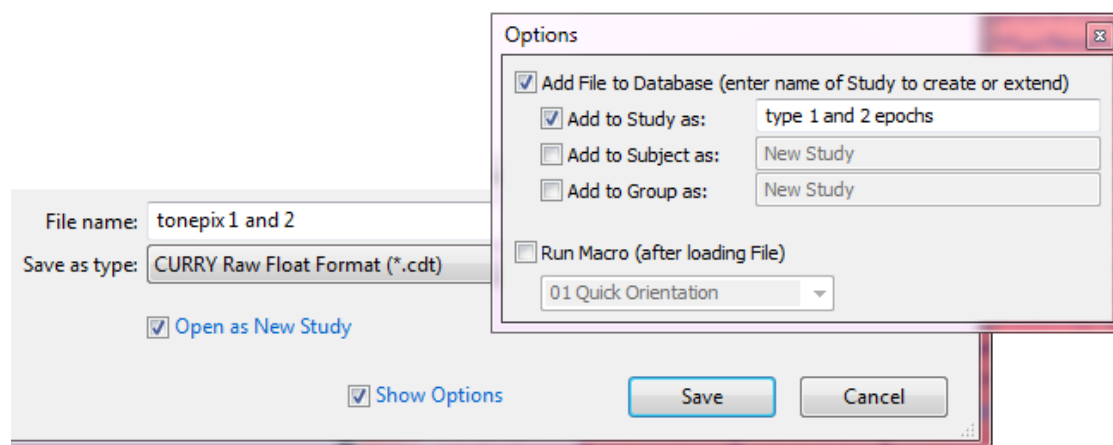 Options
Add File to Database (enter name of Study to create or extend)
Add to Study as: type 1 and 2 epochs
Add to Subject as: New Study
Add to Group as: New Study
Run Macro (after loading File)
01 Quick Orientation
File name: tonepix 1 and 2
Save as type: CURRY Raw Float Format (*.cdt)
Open as New Study
Show Options Save Cancel